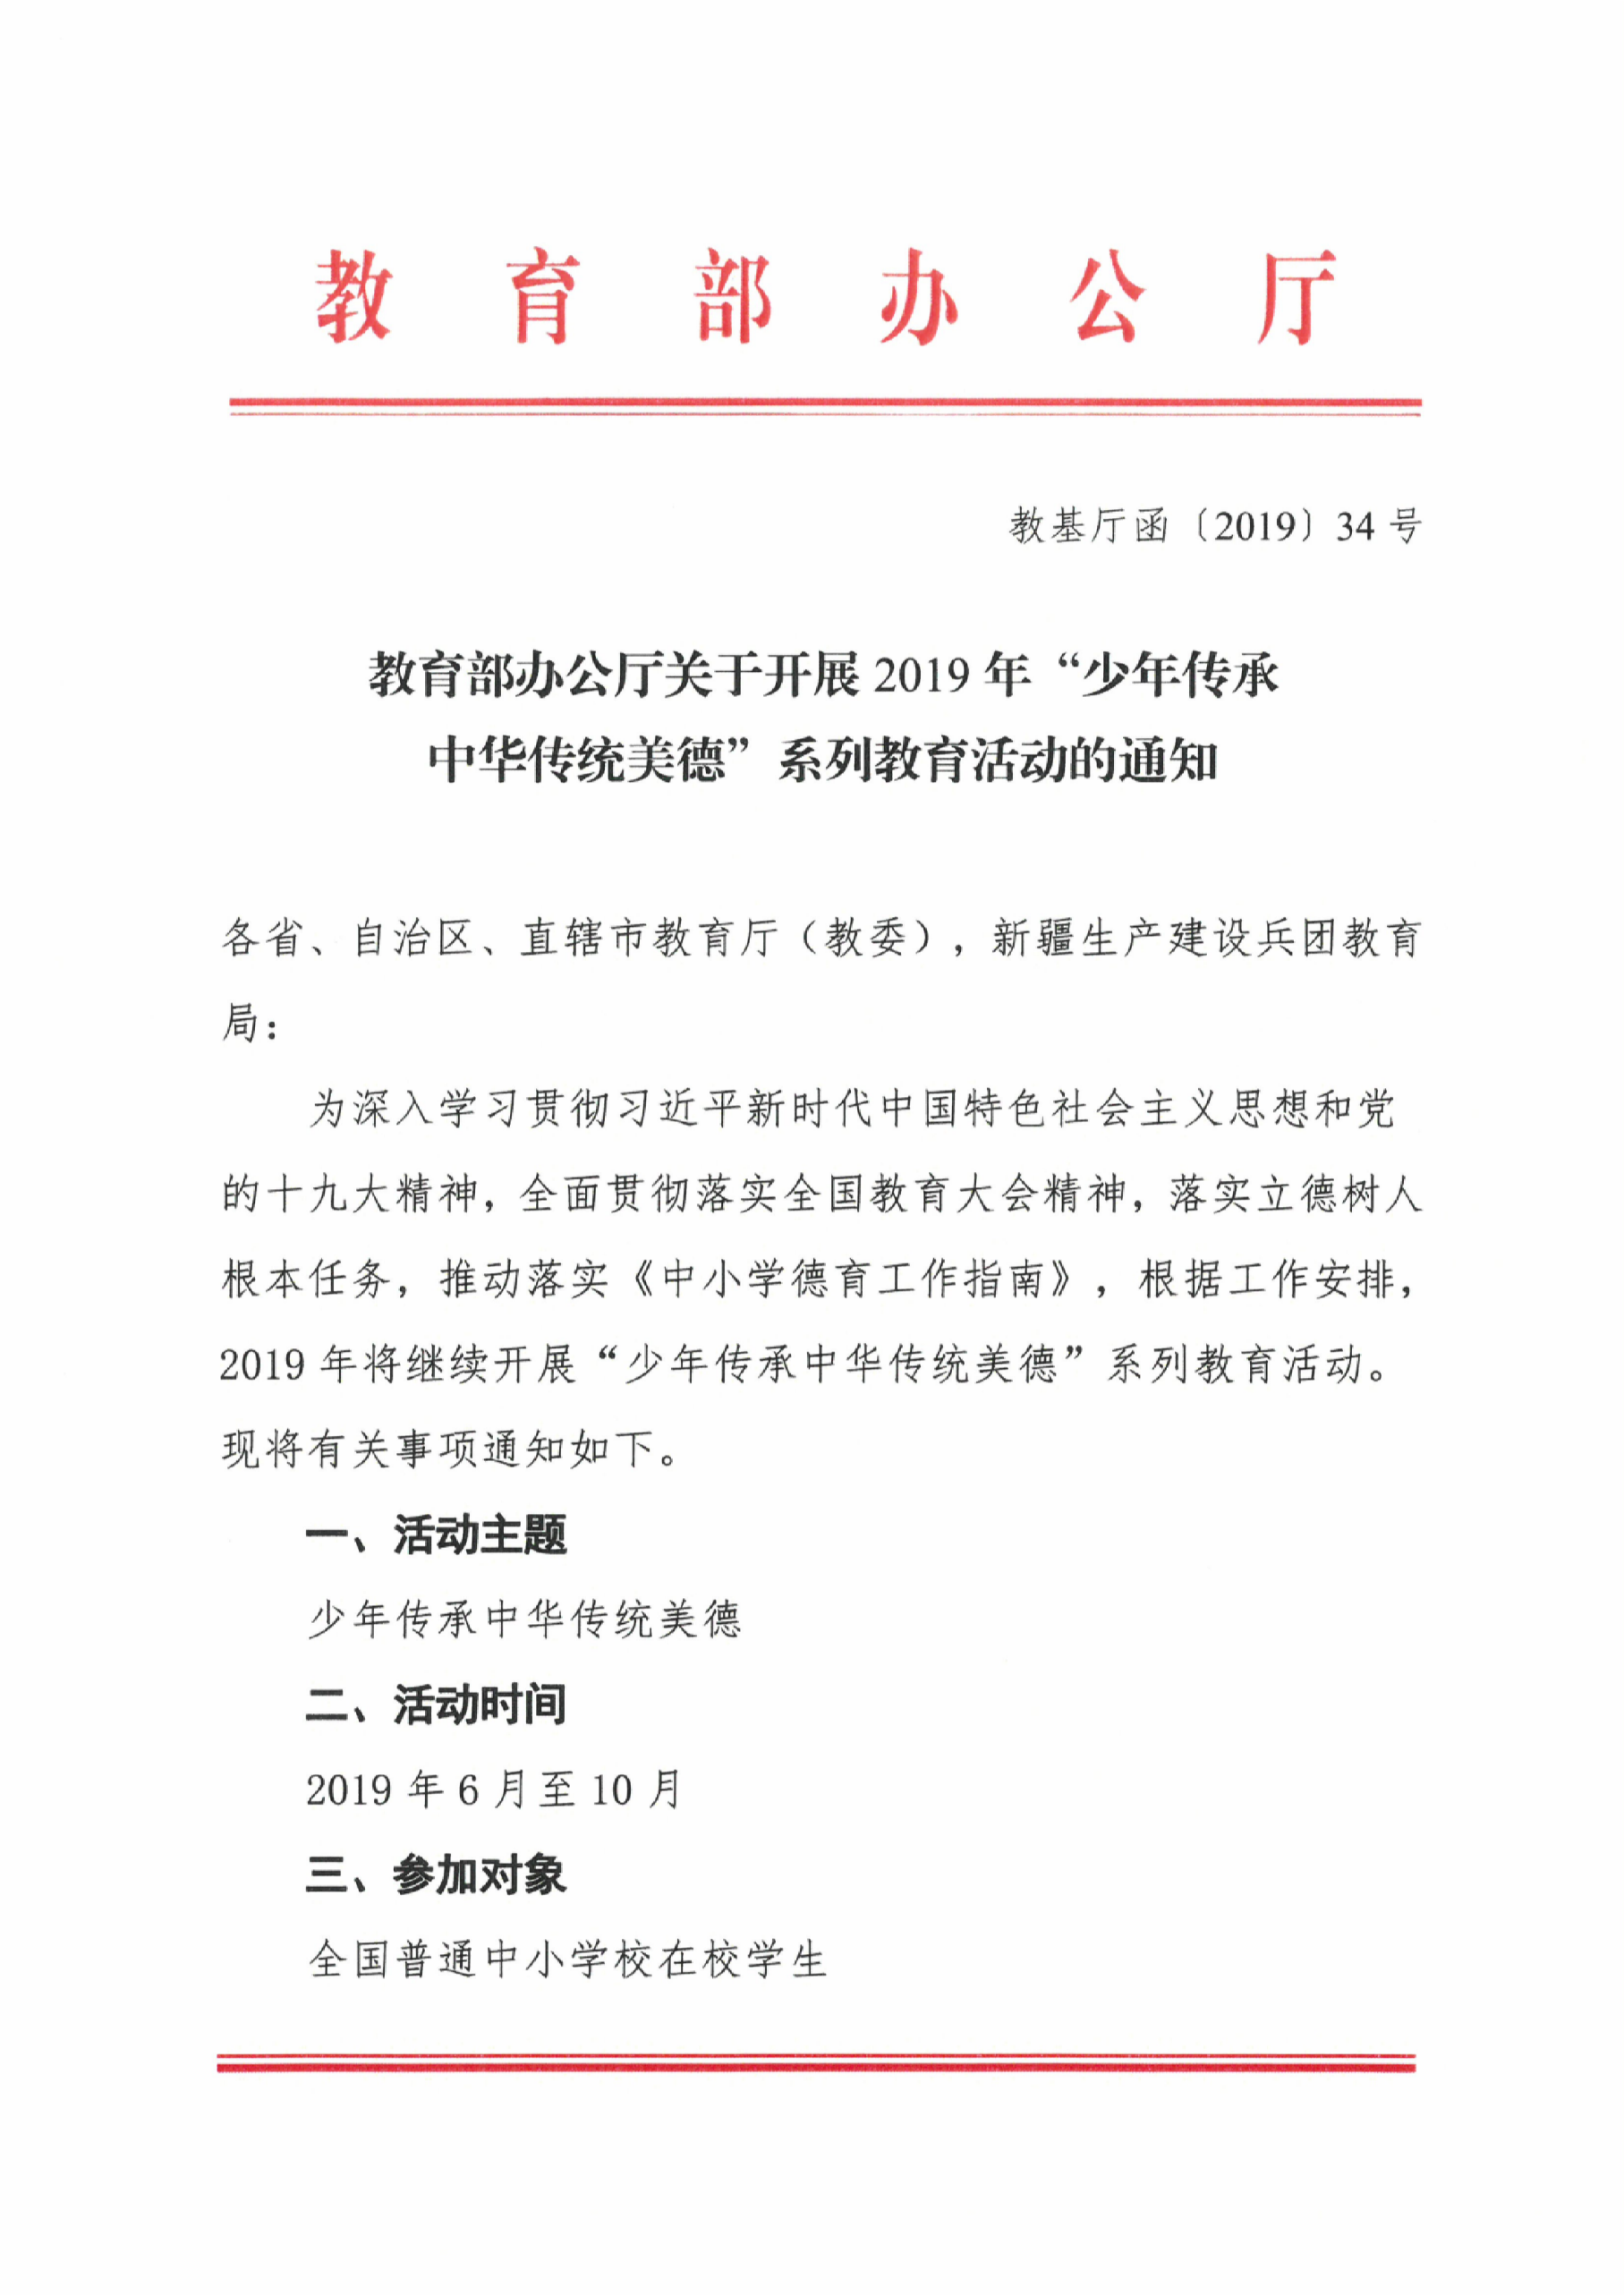 教育部办公厅
教基厅函〔2019〕34号
教育部办公厅关于开展2019年“少年传承
中华传统美德”系列教育活动的通知
各省、自治区、直辖市教育厅（教委），新疆生产建设兵团教育
局：
为深入学习贯彻习近平新时代中国特色社会主义思想和党
的十九大精神，全面贯彻落实全国教育大会精神，落实立德树人
根本任务，推动落实《中小学德育工作指南》，根据工作安排，
2019年将继续开展“少年传承中华传统美德”系列教育活动。
现将有关事项通知如下。
一、活动主题
少年传承中华传统美德
二、活动时间
2019年6月至10月
三、参加对象
全国普通中小学校在校学生